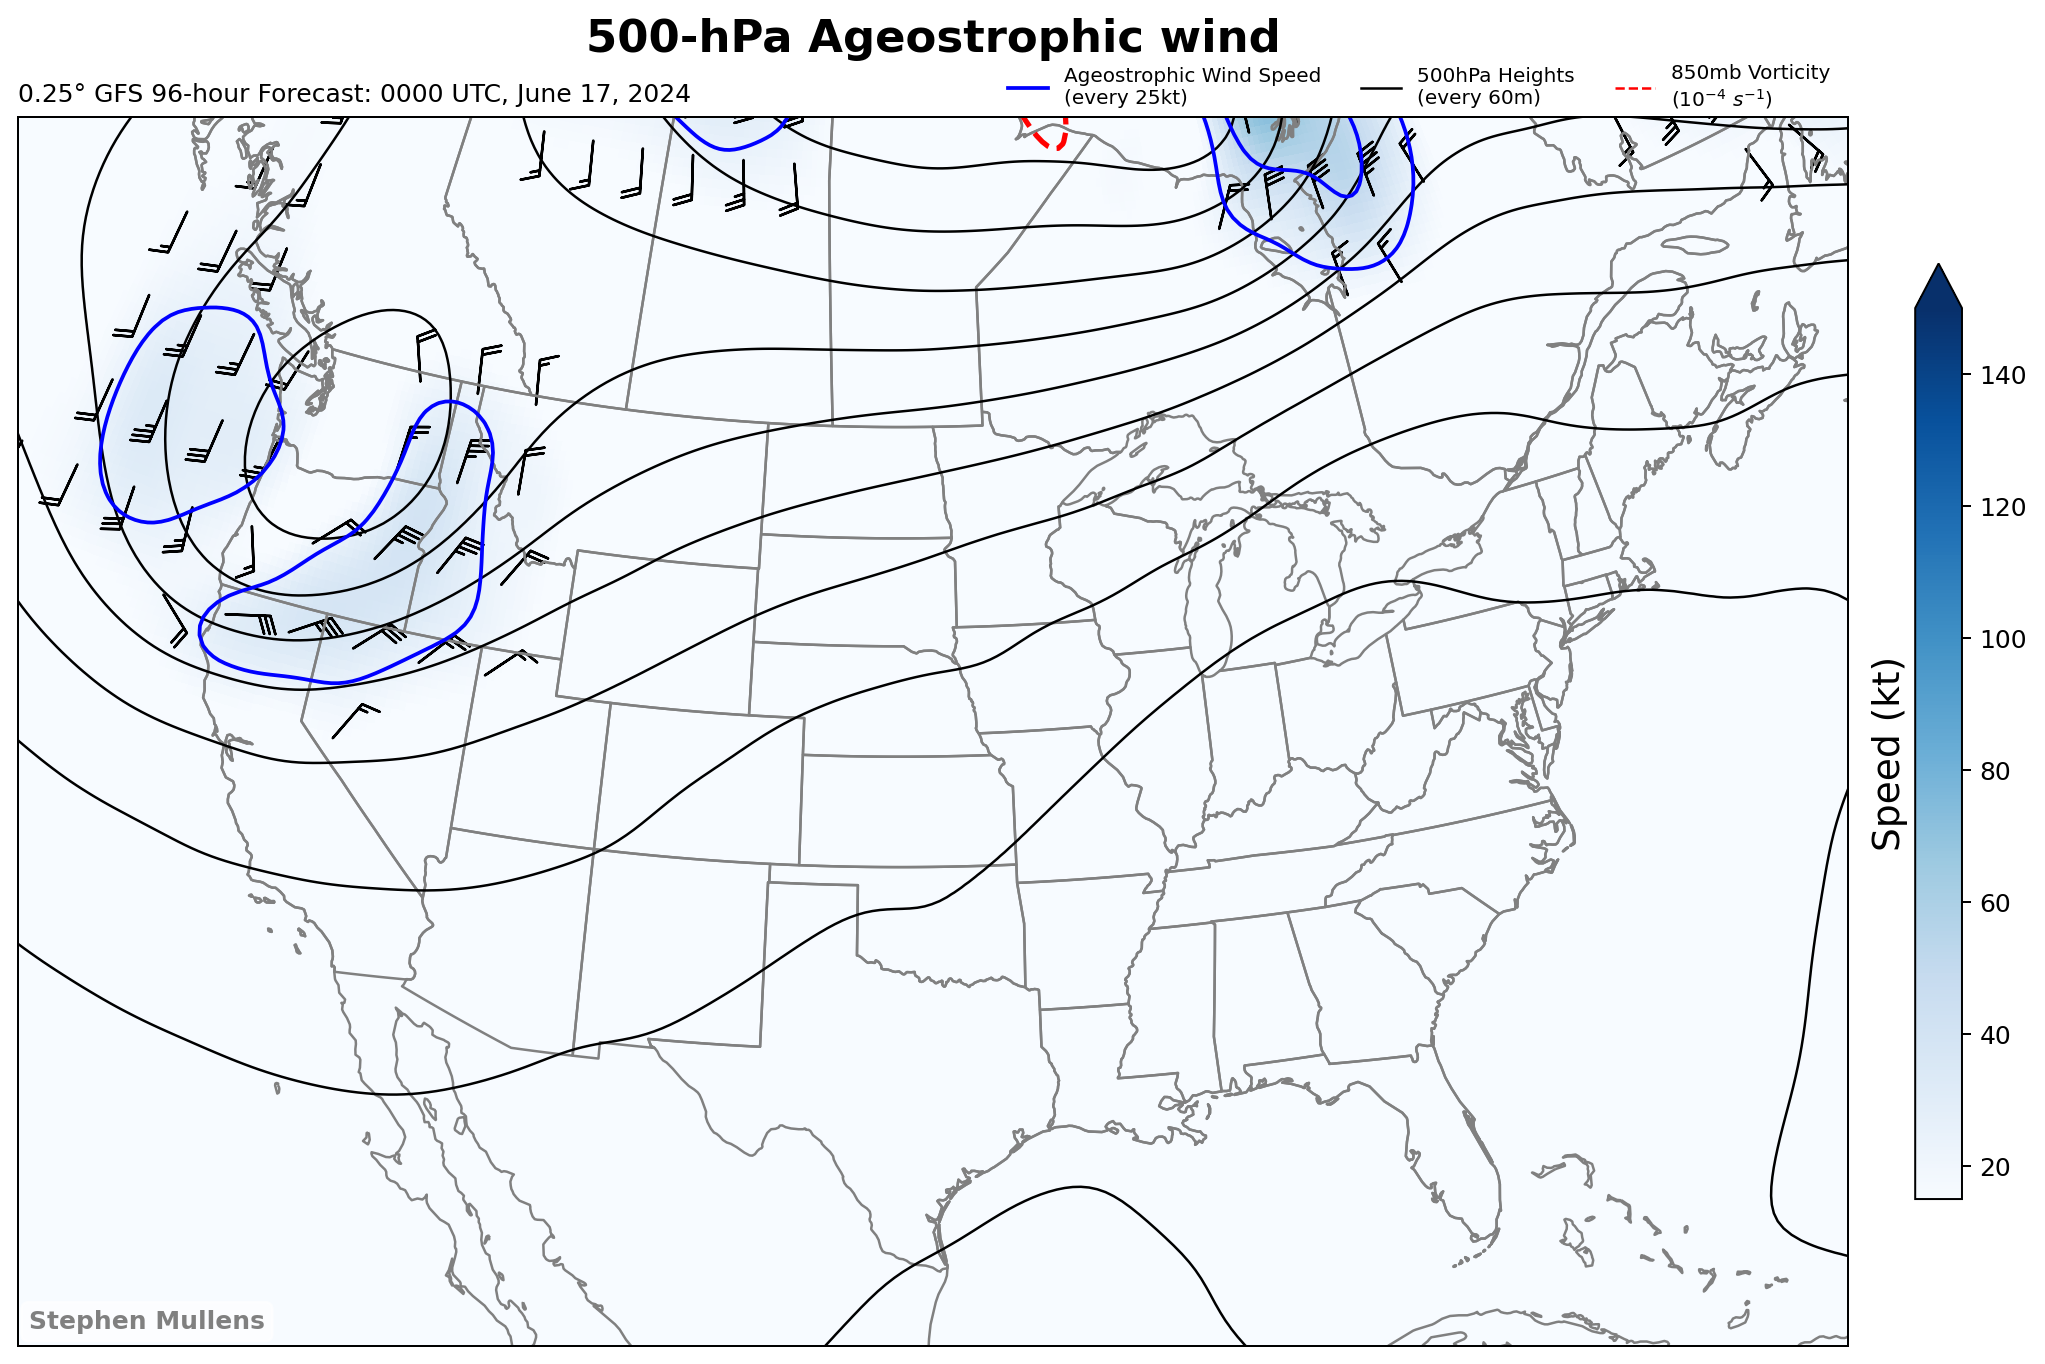 500-hPa Ageostrophic wind
0.25° GFS 96-hour Forecast: 0000 UTC, June 17, 2024
Ageostrophic Wind Speed
(every 25kt)
500hPa Heights
(every 60m)
850mb Vorticity
(10⁻⁴ s⁻¹)
140
120
100
80
60
40
20
Speed (kt)
Stephen Mullens